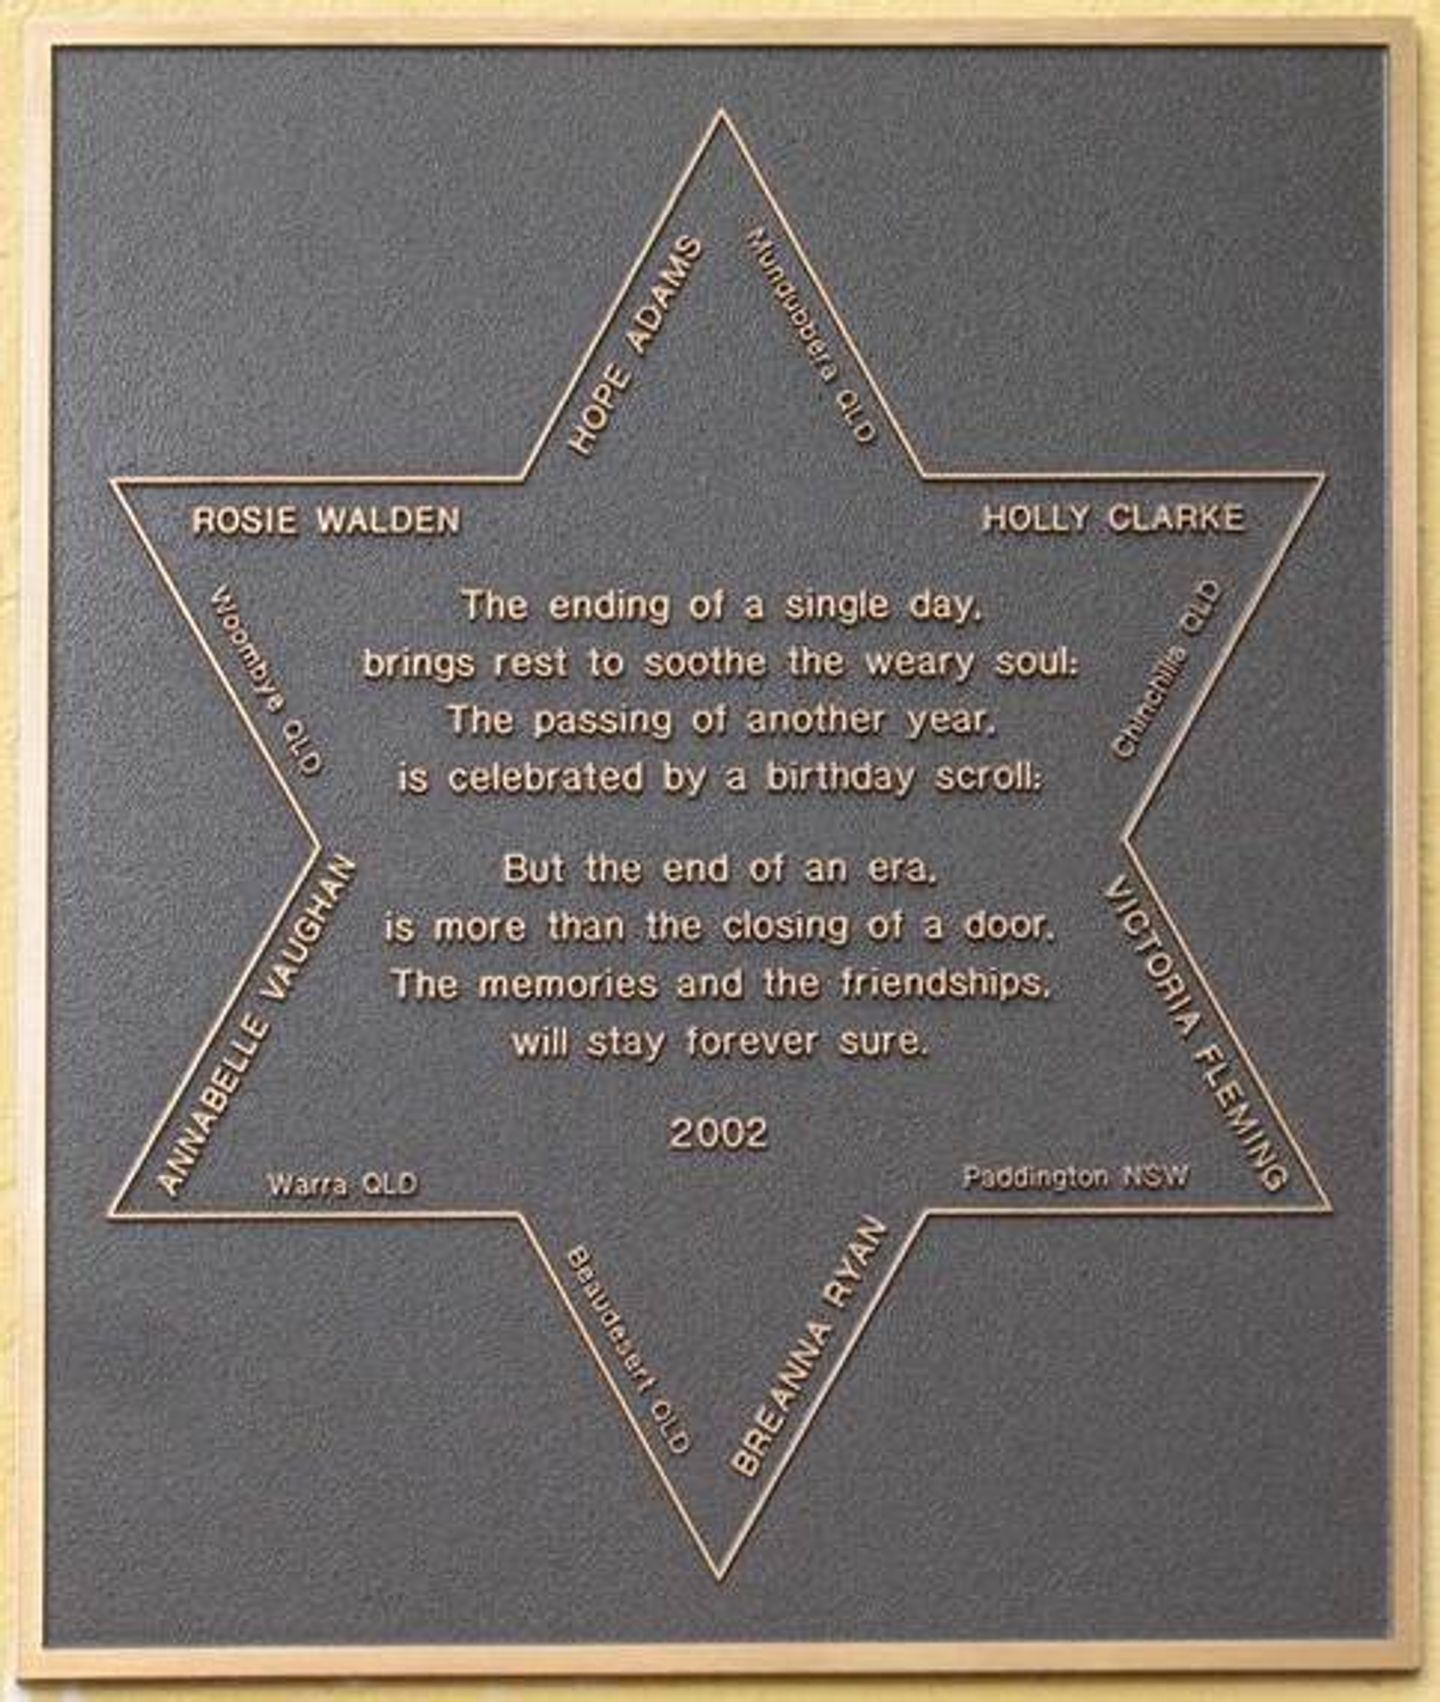 HOPE ADAMS
Mundubbera QLD
ROSIE WALDEN
HOLLY CLARKE
Woombye QLD
Chinchilla QLD
The ending of a single day,
brings rest to soothe the weary soul;
The passing of another year,
is celebrated by a birthday scroll;
But the end of an era,
is more than the closing of a door,
The memories and the friendships,
will stay forever sure.
2002
ANNABELLE VAUGHAN
Warra QLD
VICTORIA FLEMING
Paddington NSW
Beaudesert QLD
BREANNA RYAN